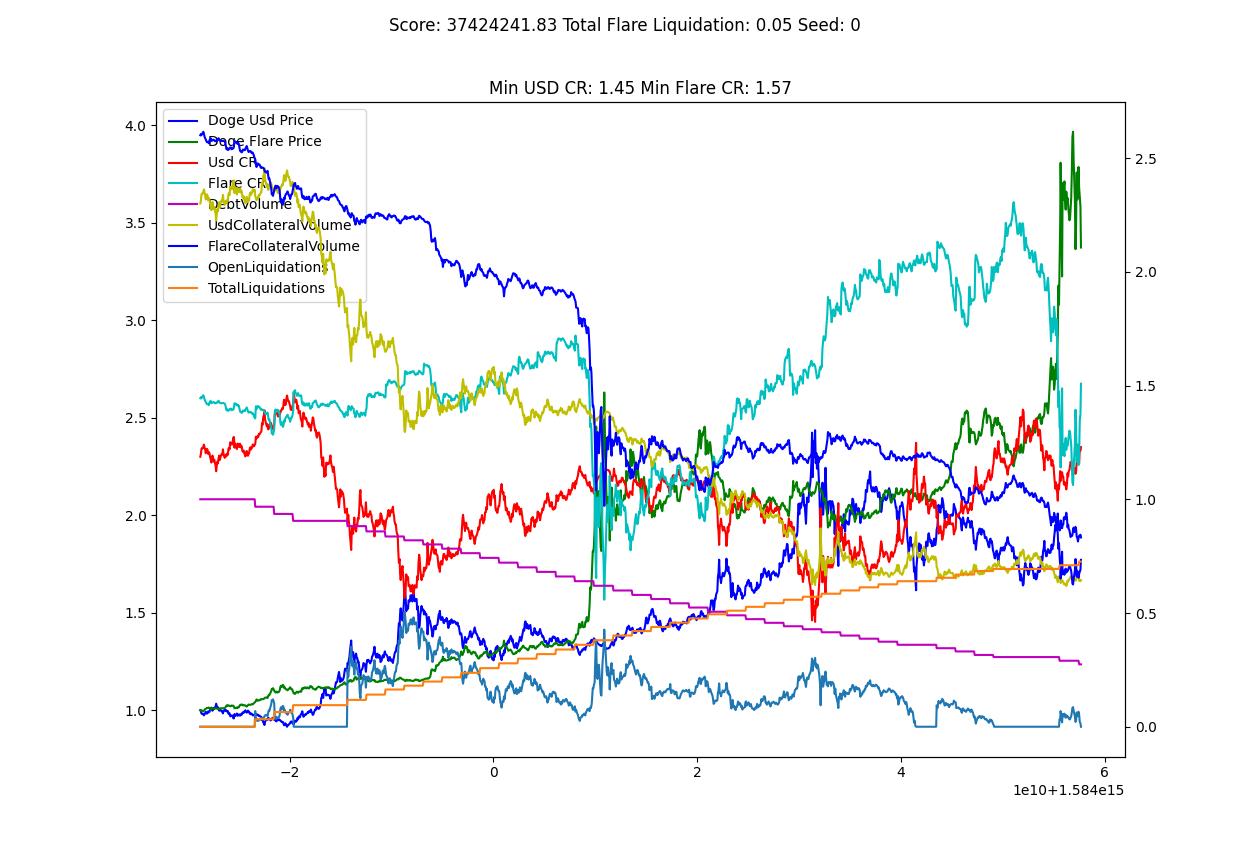 Score: 37424241.83 Total Flare Liquidation: 0.05 Seed: 0
Min USD CR: 1.45 Min Flare CR: 1.57
Doge Usd Price
Doge Flare Price
Usd CR
Flare CR
DebtVolume
UsdCollateralVolume
FlareCollateralVolume
OpenLiquidations
TotalLiquidations
4.0
3.5
3.0
2.5
2.0
1.5
1.0
2.5
2.0
1.5
1.0
0.5
0.0
−2
0
2
4
6
1e10+1.584e15